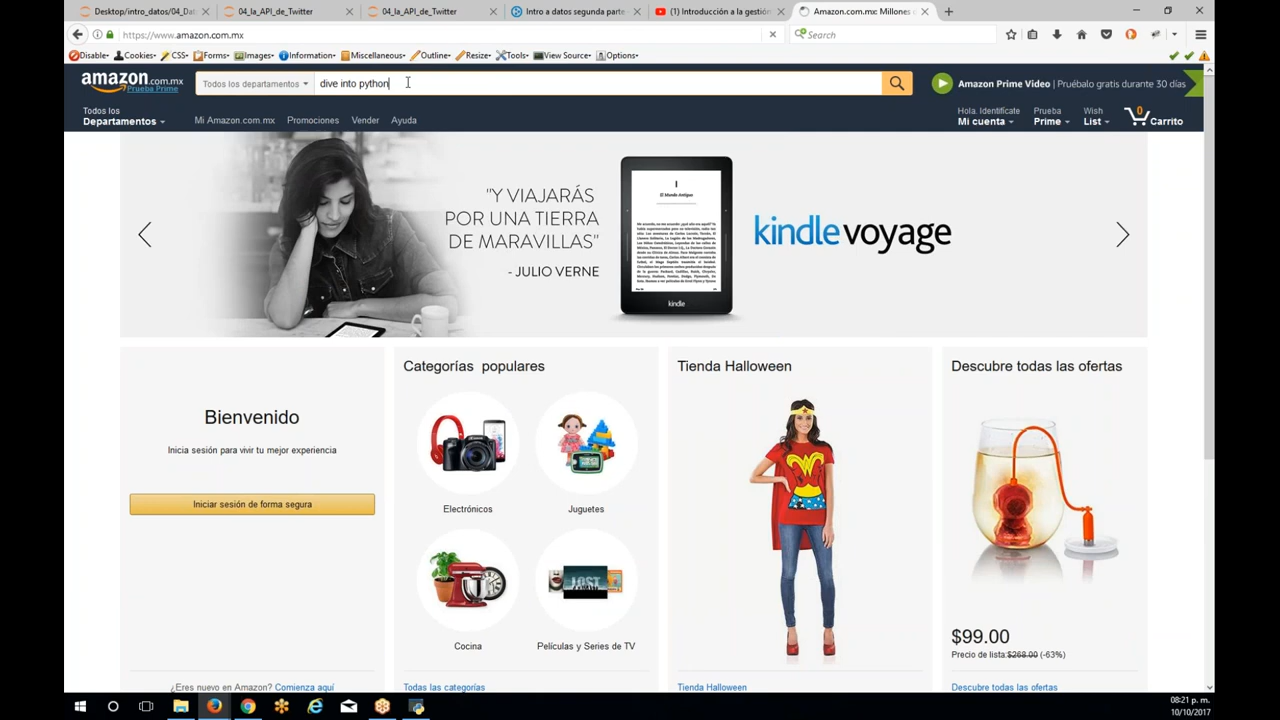 Desktop/intro_datos/04_Da
04_la_API_de_Twitter
04_la_API_de_Twitter
Intro a datos segunda parte
(1) Introducción a la gestión
Amazon.com.mx: Millones
https://www.amazon.com.mx
Search
Disable
Cookies
CSS
Forms
Images
Information
Miscellaneous
Outline
Resize
Tools
View Source
Options
amazon.com.mx
Prueba Prime
Todos los departamentos
dive into python
Amazon Prime Video | Pruébalo gratis durante 30 días
Todos los
Departamentos
Mi Amazon.com.mx
Promociones
Vender
Ayuda
Hola. Identifícate
Mi cuenta
Prueba
Prime
Wish
List
0
Carrito
"Y VIAJARÁS
POR UNA TIERRA
DE MARAVILLAS"
- JULIO VERNE
I
El Mundo Antiguo
kindle
kindle voyage
Bienvenido
Inicia sesión para vivir tu mejor experiencia
Iniciar sesión de forma segura
¿Eres nuevo en Amazon? Comienza aquí
Categorías populares
Electrónicos
Juguetes
LOST
Cocina
Películas y Series de TV
Todas las categorías
Tienda Halloween
Tienda Halloween
Descubre todas las ofertas
$99.00
Precio de lista:$268.00 (-63%)
Descubre todas las ofertas
08:21 p. m.
10/10/2017